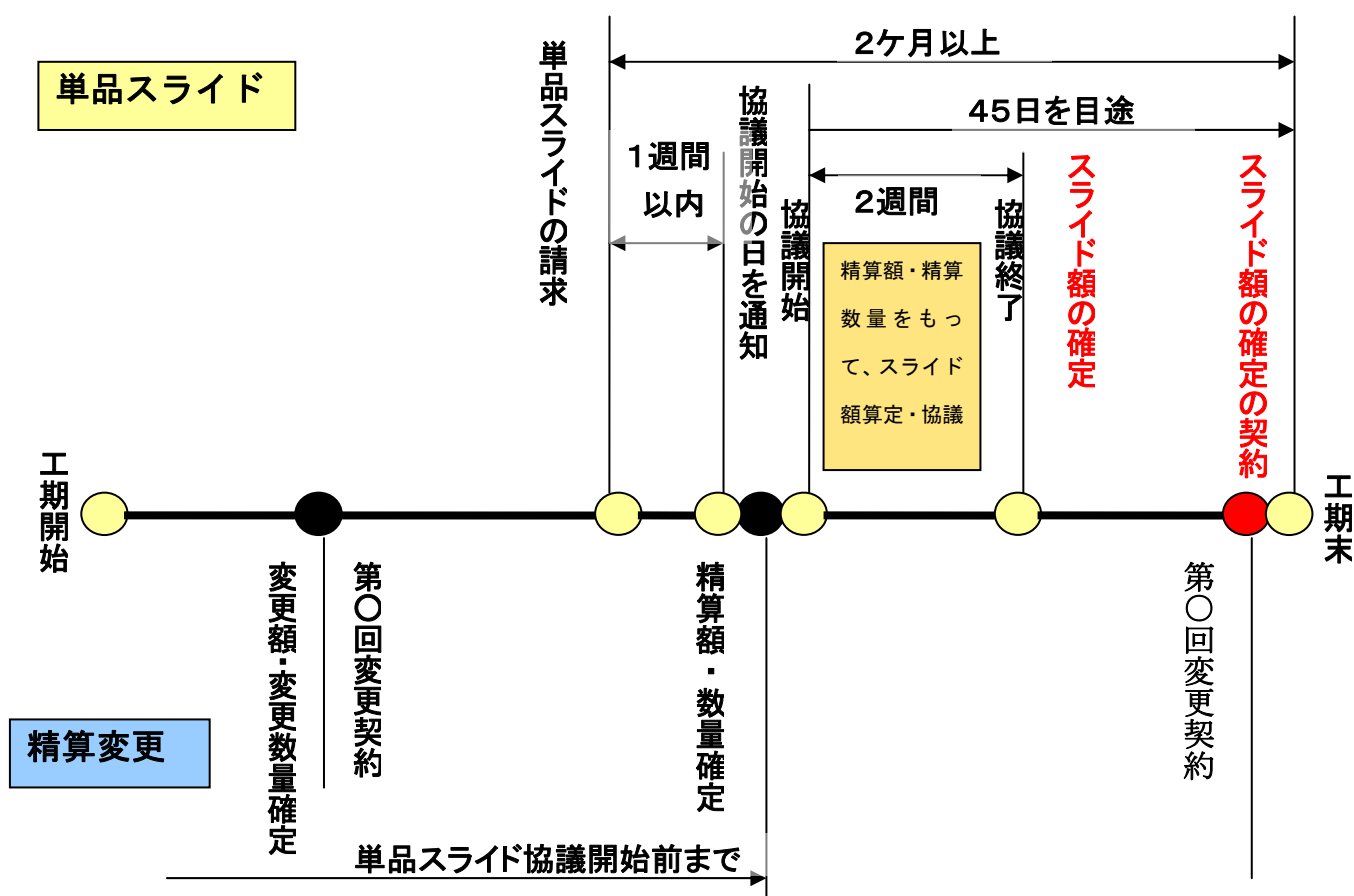 単品スライド
2ケ月以上
45日を目途
1週間
以内
2週間
単品スライドの請求
協議開始の日を通知
協議開始
協議終了
スライド額の確定
スライド額の確定の契約
精算額・精算
数量をもっ
て、スライド
額算定・協議
工期開始
工期末
変更額・変更数量確定
第〇回変更契約
精算額・数量確定
第〇回変更契約
精算変更
単品スライド協議開始前まで